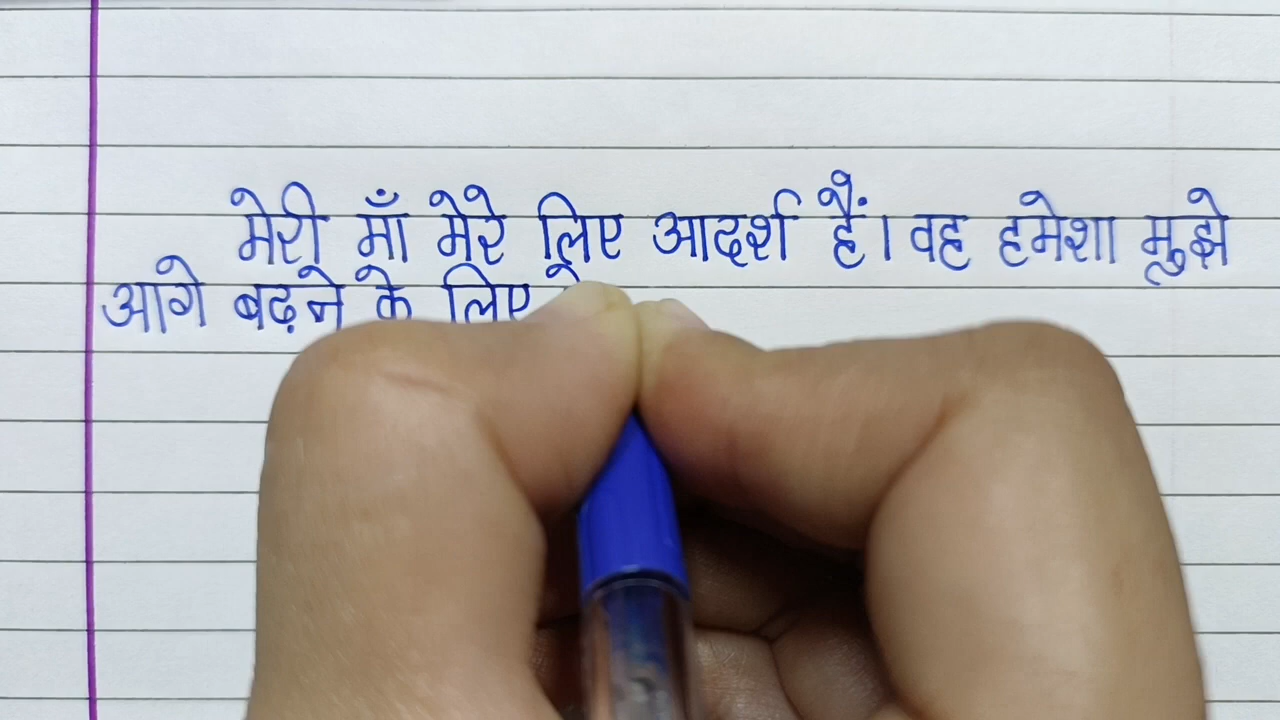 मेरी माँ मेरे लिए आदर्श हैं। वह हमेशा मुझे
आगे बढ़ने के लिए